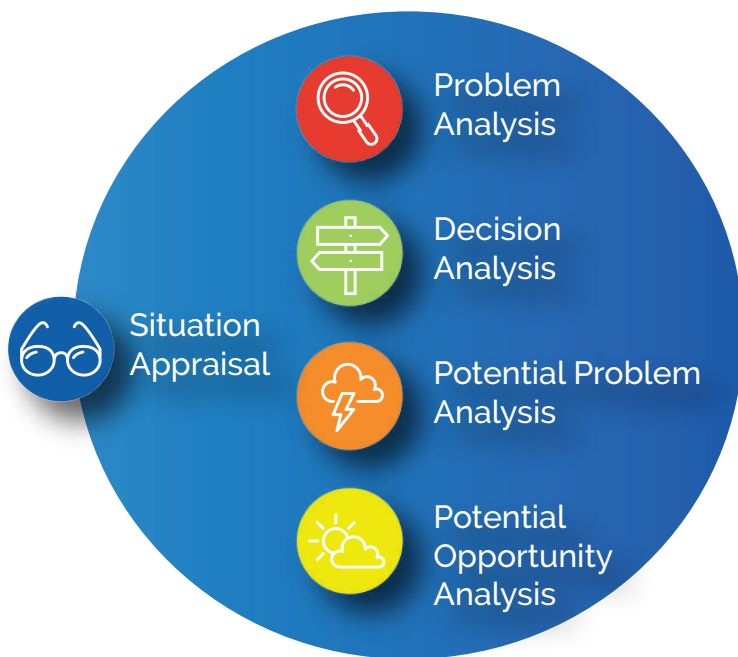 Problem
Analysis
Decision
Analysis
Situation
Appraisal
Potential Problem
Analysis
Potential
Opportunity
Analysis